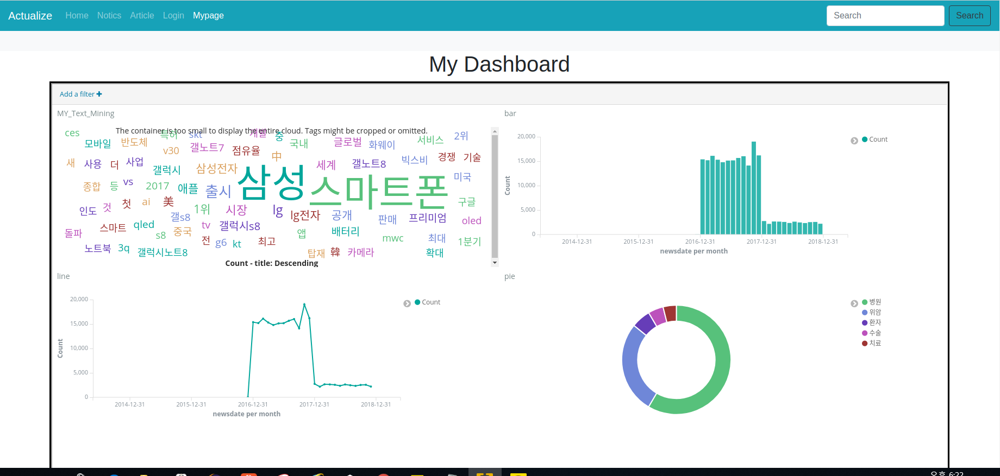 Actualize Home Notics Article Login Mypage Search Search
My Dashboard
Add a filter
MY_Text_Mining
The container is too small to display the entire cloud. Tags might be cropped or omitted.
ces 특허 skt 개발 중 2위
모바일 반도체 v30 갤노트7 점유율 국내 글로벌 화웨이 서비스
새 사용 더 사업 갤럭시 삼성전자 中 세계 갤노트8 빅스비 경쟁 기술
종합 등 vs 2017 애플 출시 삼성 스마트폰 미국
인도 것 첫 ai 美 1위 시장 lg lg전자 공개 판매 프리미엄 구글
돌파 스마트 qled 갤s8 tv 갤럭시s8 앱 배터리 oled
s8 중국 전 g6 kt 최고 mwc 최대 1분기
노트북 3q 갤럭시노트8 탑재 韓 카메라 확대
Count - title: Descending
bar
20,000
15,000
10,000
5,000
0
Count
2014-12-31 2015-12-31 2016-12-31 2017-12-31 2018-12-31
newsdate per month
Count
line
20,000
15,000
10,000
5,000
0
Count
2014-12-31 2015-12-31 2016-12-31 2017-12-31 2018-12-31
newsdate per month
Count
pie
병원
위암
환자
수술
치료
오후 6:22